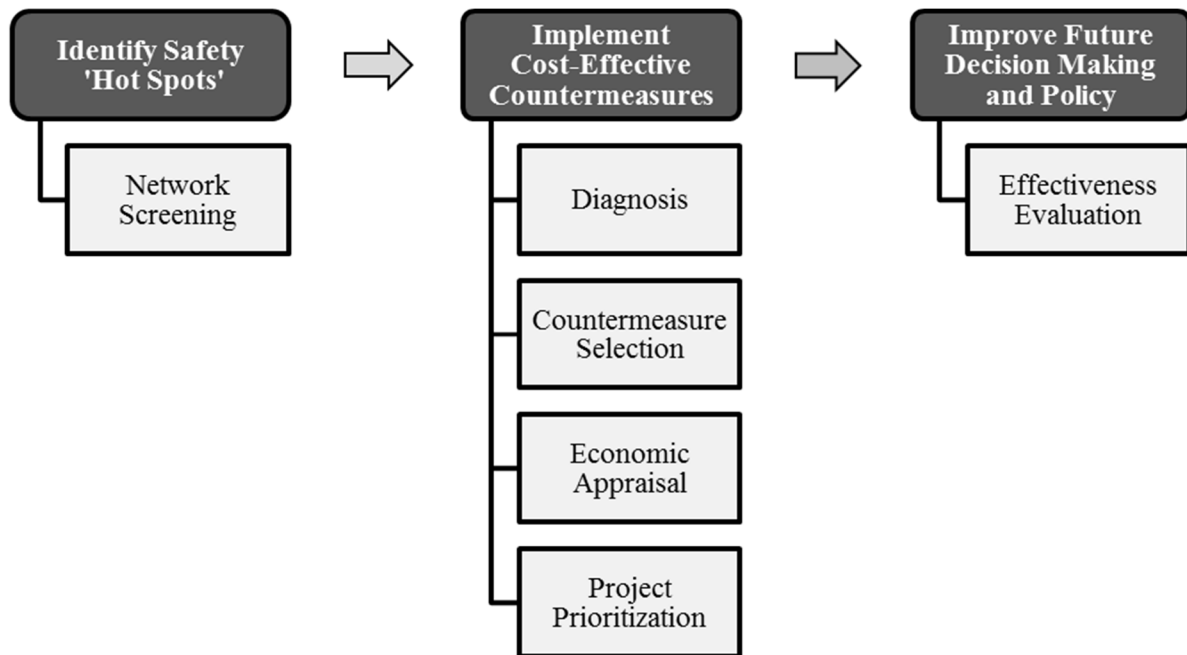 Identify Safety
'Hot Spots'
Network
Screening
Implement
Cost-Effective
Countermeasures
Diagnosis
Countermeasure
Selection
Economic
Appraisal
Project
Prioritization
Improve Future
Decision Making
and Policy
Effectiveness
Evaluation